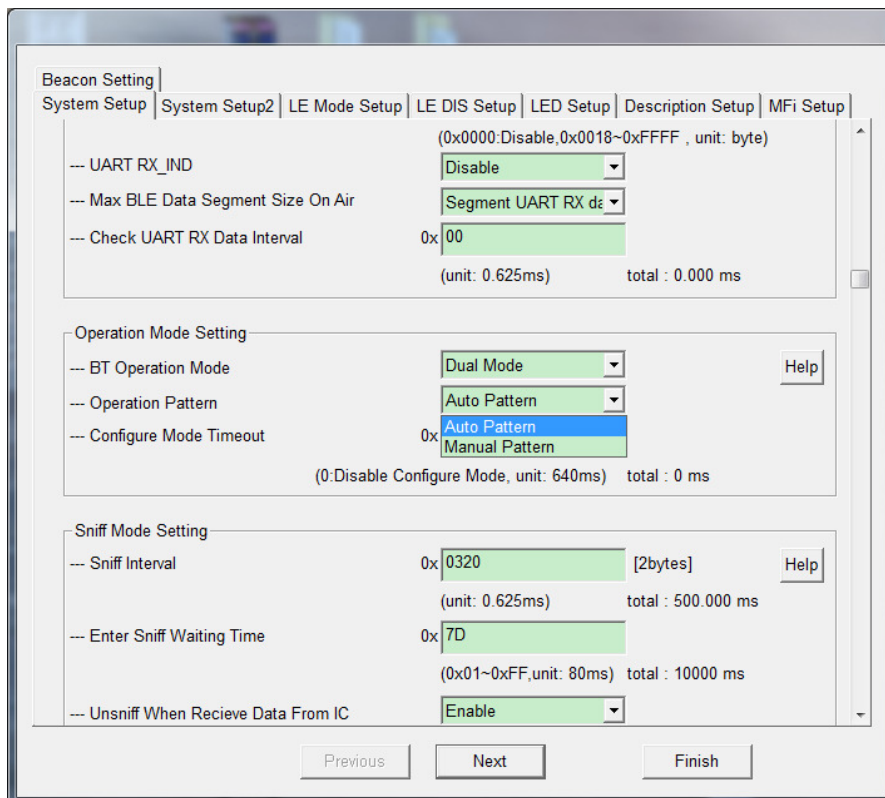 Beacon Setting
System Setup System Setup2 LE Mode Setup LE DIS Setup LED Setup Description Setup MFi Setup
(0x0000:Disable,0x0018~0xFFFF , unit: byte)
--- UART RX_IND Disable
--- Max BLE Data Segment Size On Air Segment UART RX da
--- Check UART RX Data Interval 0x 00
(unit: 0.625ms) total : 0.000 ms
Operation Mode Setting
--- BT Operation Mode Dual Mode Help
--- Operation Pattern Auto Pattern
Auto Pattern
--- Configure Mode Timeout 0x
Manual Pattern
(0:Disable Configure Mode, unit: 640ms) total : 0 ms
Sniff Mode Setting
--- Sniff Interval 0x 0320 [2bytes] Help
(unit: 0.625ms) total : 500.000 ms
--- Enter Sniff Waiting Time 0x 7D
(0x01~0xFF,unit: 80ms) total : 10000 ms
--- Unsniff When Recieve Data From IC Enable
Previous Next Finish